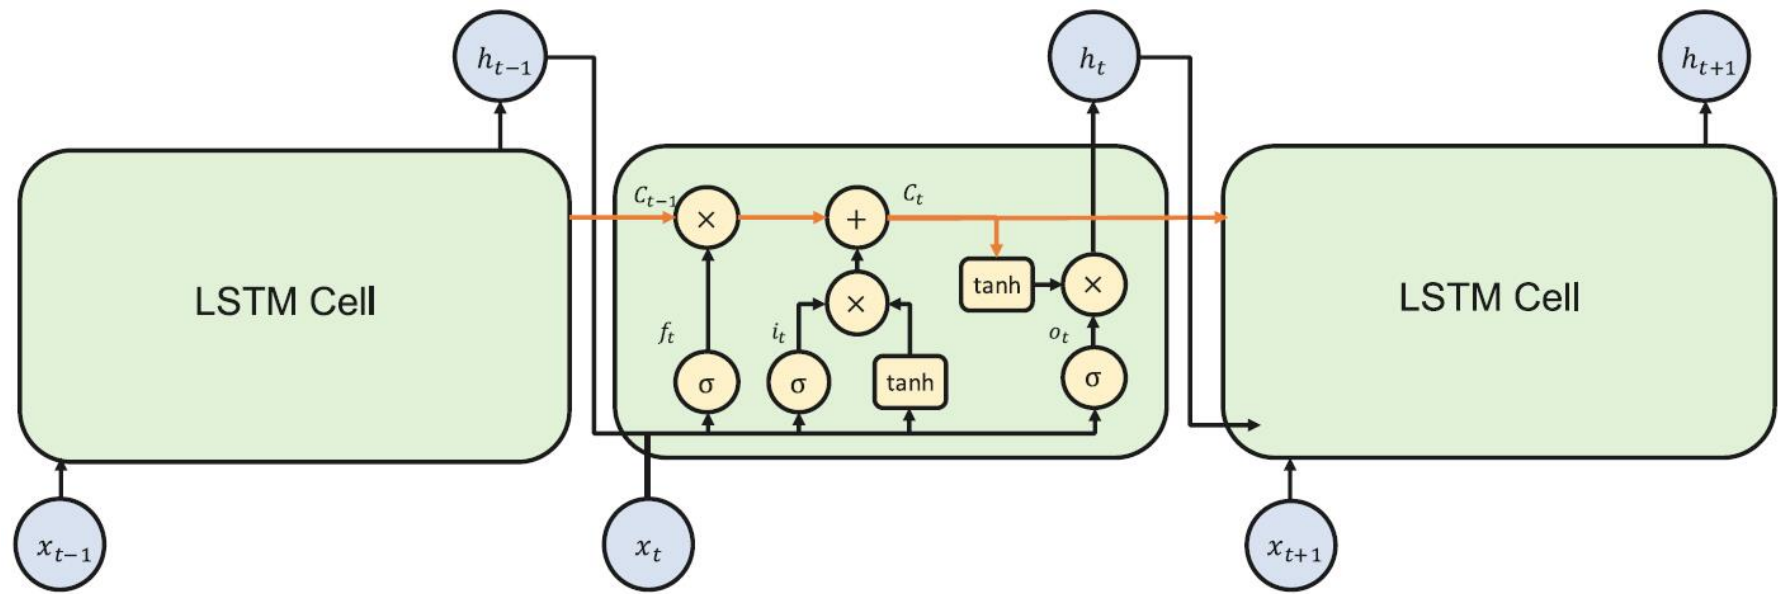 h_{t−1}
h_t
h_{t+1}
LSTM Cell
C_{t−1}
×
+
C_t
×
tanh
×
f_t
i_t
o_t
σ
σ
tanh
σ
LSTM Cell
x_{t−1}
x_t
x_{t+1}